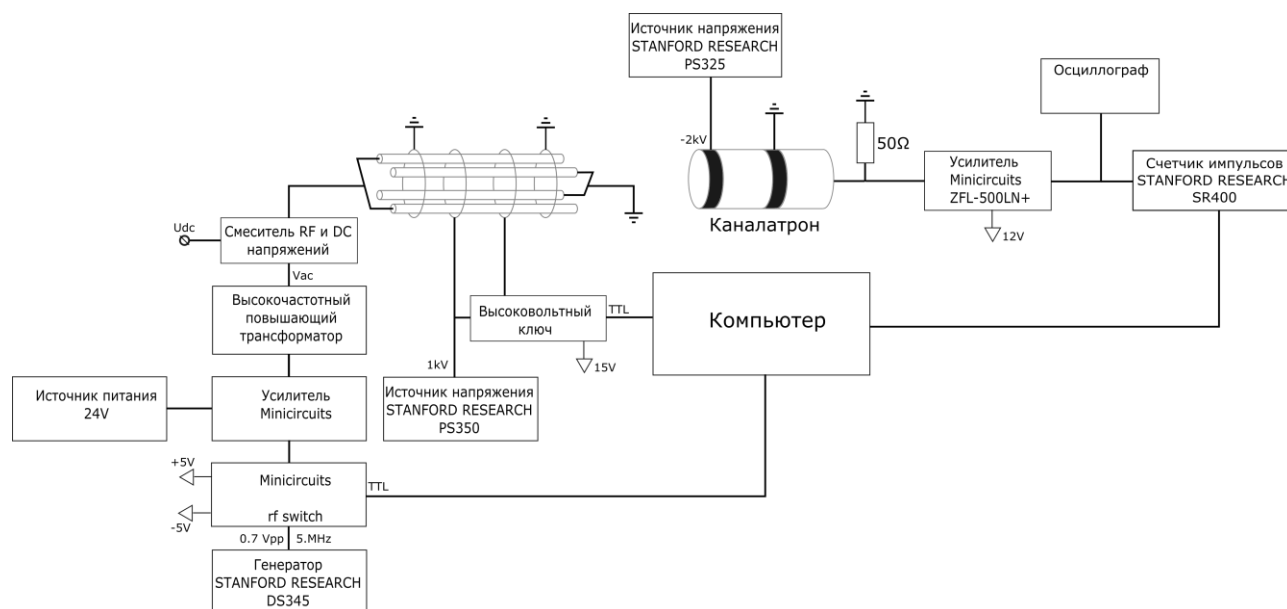 Источник напряжения
STANFORD RESEARCH
PS325
Осциллограф
-2kV
50Ω
Усилитель
Minicircuits
ZFL-500LN+
Счетчик импульсов
STANFORD RESEARCH
SR400
Каналатрон
12V
Udc
Смеситель RF и DC
напряжений
Vac
Высокочастотный
повышающий
трансформатор
Высоковольтный
ключ
TTL
15V
Компьютер
1kV
Источник напряжения
STANFORD RESEARCH
PS350
Источник питания
24V
Усилитель
Minicircuits
+5V
-5V
Minicircuits
rf switch
TTL
0.7 Vpp
5.MHz
Генератор
STANFORD RESEARCH
DS345